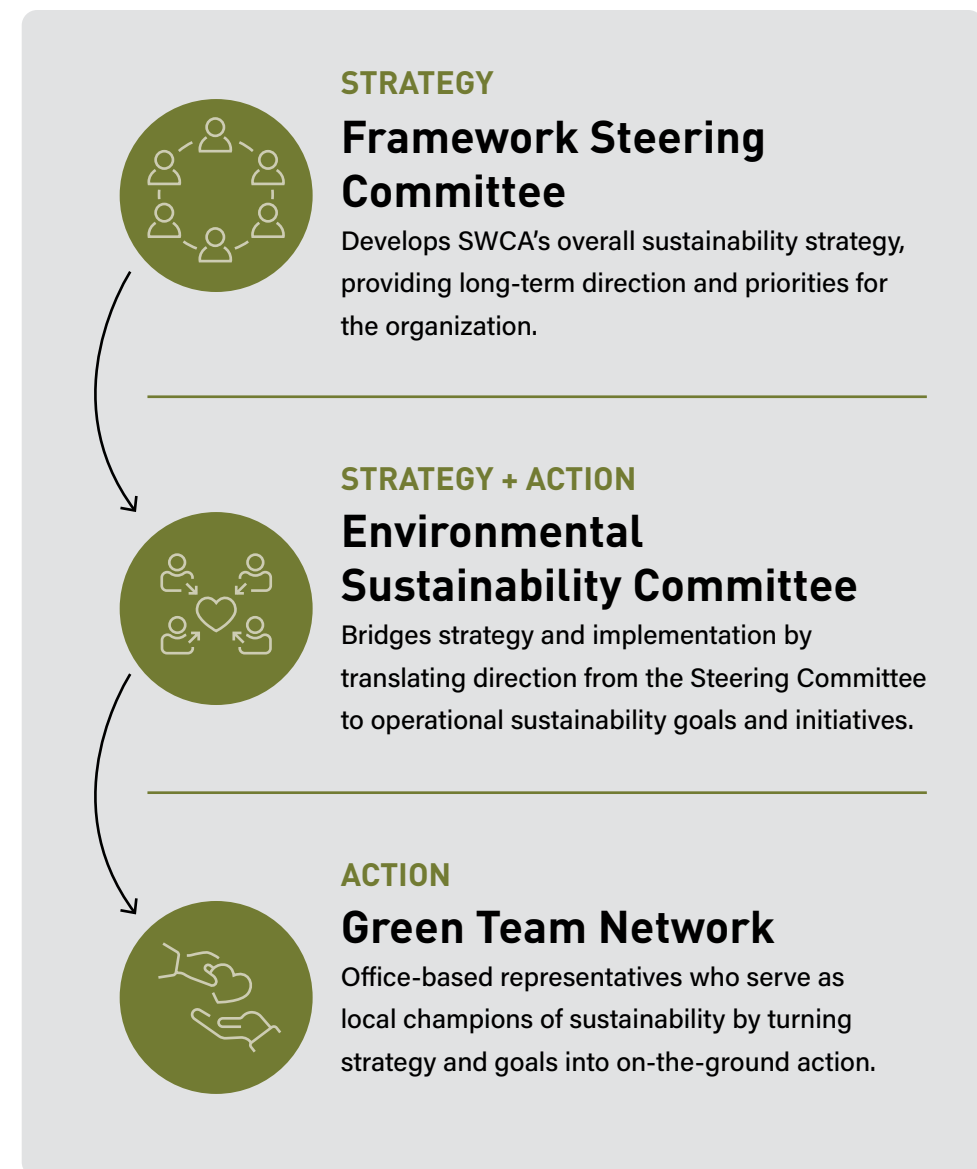 STRATEGY
Framework Steering
Committee
Develops SWCA’s overall sustainability strategy,
providing long-term direction and priorities for
the organization.
STRATEGY + ACTION
Environmental
Sustainability Committee
Bridges strategy and implementation by
translating direction from the Steering Committee
to operational sustainability goals and initiatives.
ACTION
Green Team Network
Office-based representatives who serve as
local champions of sustainability by turning
strategy and goals into on-the-ground action.